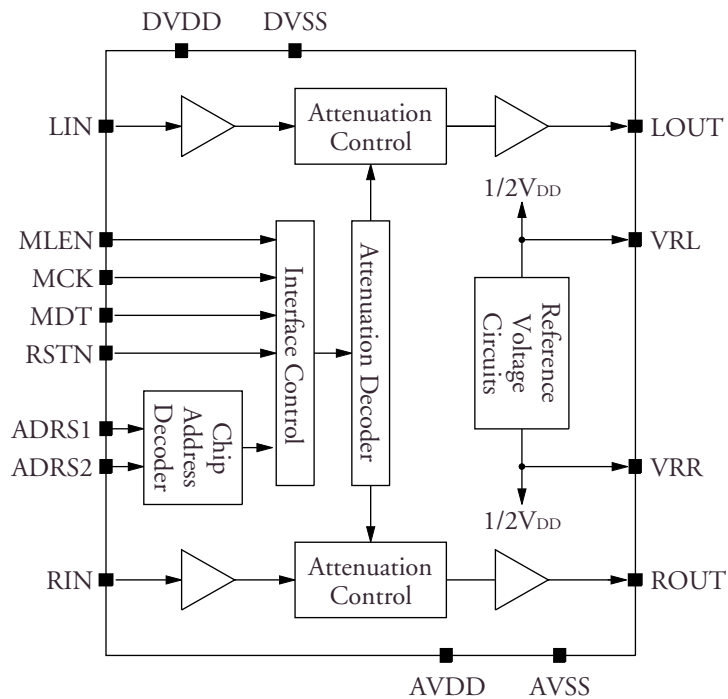 DVDD
DVSS
LIN
Attenuation
Control
LOUT
1/2VDD
MLEN
MCK
MDT
RSTN
Interface Control
Attenuation Decoder
Reference
Voltage
Circuits
VRL
ADRS1
ADRS2
Chip
Address
Decoder
VRR
1/2VDD
RIN
Attenuation
Control
ROUT
AVDD
AVSS